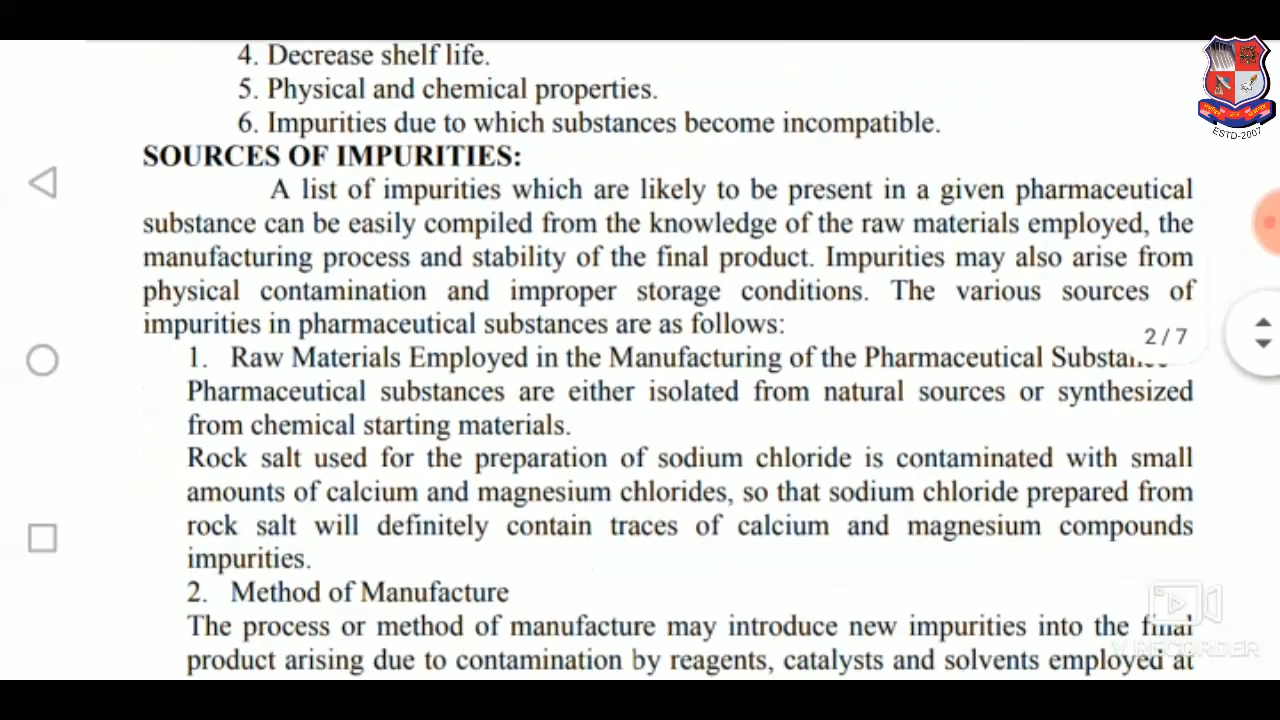 4. Decrease shelf life.
5. Physical and chemical properties.
6. Impurities due to which substances become incompatible.
SOURCES OF IMPURITIES:
A list of impurities which are likely to be present in a given pharmaceutical
substance can be easily compiled from the knowledge of the raw materials employed, the
manufacturing process and stability of the final product. Impurities may also arise from
physical contamination and improper storage conditions. The various sources of
impurities in pharmaceutical substances are as follows:
2 / 7
1. Raw Materials Employed in the Manufacturing of the Pharmaceutical
Pharmaceutical substances are either isolated from natural sources or synthesized
from chemical starting materials.
Rock salt used for the preparation of sodium chloride is contaminated with small
amounts of calcium and magnesium chlorides, so that sodium chloride prepared from
rock salt will definitely contain traces of calcium and magnesium compounds
impurities.
2. Method of Manufacture
The process or method of manufacture may introduce new impurities into the final
product arising due to contamination by reagents, catalysts and solvents employed at
ESTD-2007
RECORDER